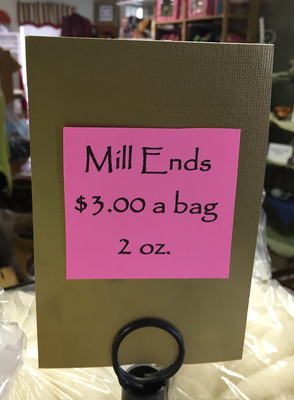 Mill Ends
$3.00 a bag
2 oz.